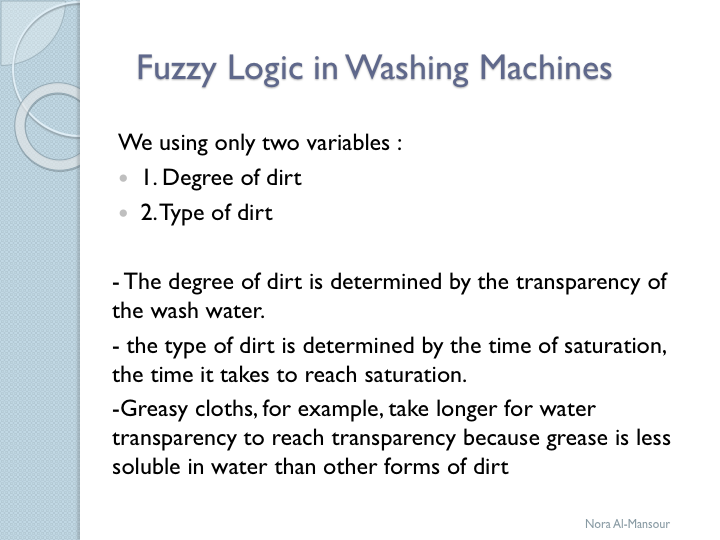 Fuzzy Logic in Washing Machines
We using only two variables :
• 1. Degree of dirt
• 2.Type of dirt
- The degree of dirt is determined by the transparency of
the wash water.
- the type of dirt is determined by the time of saturation,
the time it takes to reach saturation.
-Greasy cloths, for example, take longer for water
transparency to reach transparency because grease is less
soluble in water than other forms of dirt
Nora Al-Mansour